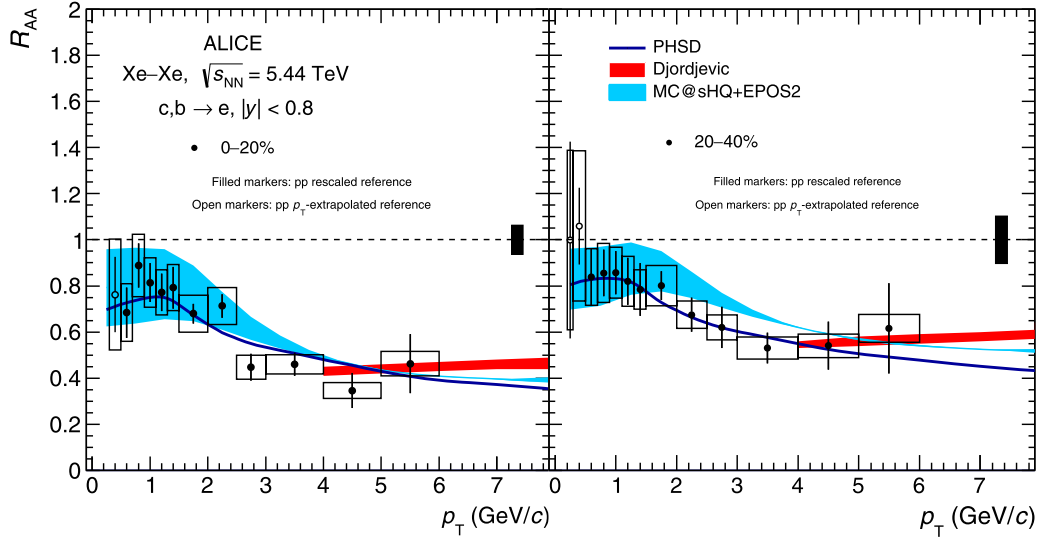 R_AA
2
1.8
1.6
1.4
1.2
1
0.8
0.6
0.4
0.2
0
ALICE
Xe–Xe, √s_NN = 5.44 TeV
c,b → e, |y| < 0.8
0–20%
Filled markers: pp rescaled reference
Open markers: pp p_T-extrapolated reference
0 1 2 3 4 5 6 7
p_T (GeV/c)
PHSD
Djordjevic
MC@sHQ+EPOS2
20–40%
Filled markers: pp rescaled reference
Open markers: pp p_T-extrapolated reference
0 1 2 3 4 5 6 7
p_T (GeV/c)